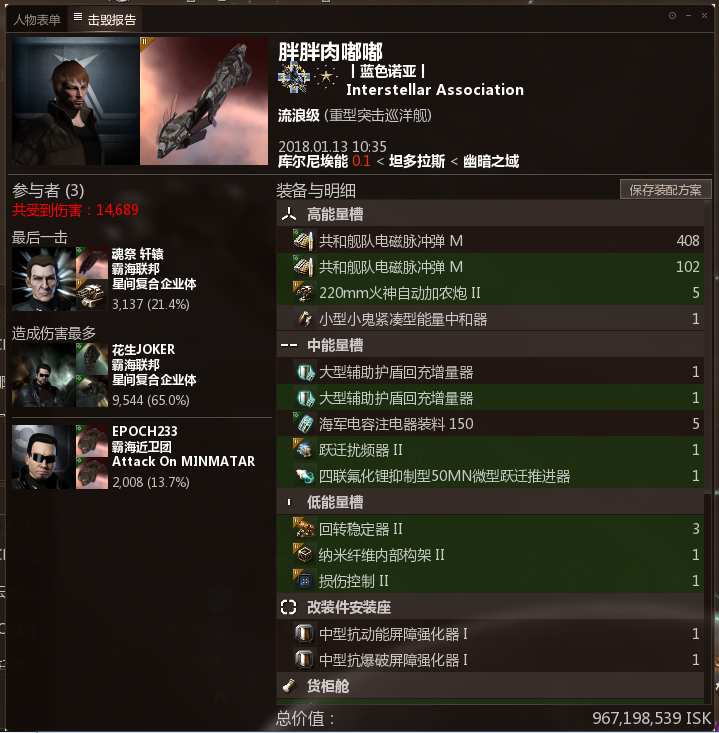 人物表单
击毁报告
胖胖肉嘟嘟
丨蓝色诺亚丨
Interstellar Association
流浪级 (重型突击巡洋舰)
2018.01.13 10:35
库尔尼埃能 0.1 < 坦多拉斯 < 幽暗之域
参与者 (3)
共受到伤害：14,689
最后一击
魂祭 轩辕
霸海联邦
星间复合企业体
3,137 (21.4%)
造成伤害最多
花生JOKER
霸海联邦
星间复合企业体
9,544 (65.0%)
EPOCH233
霸海近卫团
Attack On MINMATAR
2,008 (13.7%)
装备与明细
保存装配方案
高能量槽
共和舰队电磁脉冲弹 M 408
共和舰队电磁脉冲弹 M 102
220mm火神自动加农炮 II 5
小型小鬼紧凑型能量中和器 1
中能量槽
大型辅助护盾回充增量器 1
大型辅助护盾回充增量器 1
海军电容注电器装料 150 5
跃迁扰频器 II 1
四联氟化锂抑制型50MN微型跃迁推进器 1
低能量槽
回转稳定器 II 3
纳米纤维内部构架 II 1
损伤控制 II 1
改装件安装座
中型抗动能屏障强化器 I 1
中型抗爆破屏障强化器 I 1
货柜舱
总价值： 967,198,539 ISK